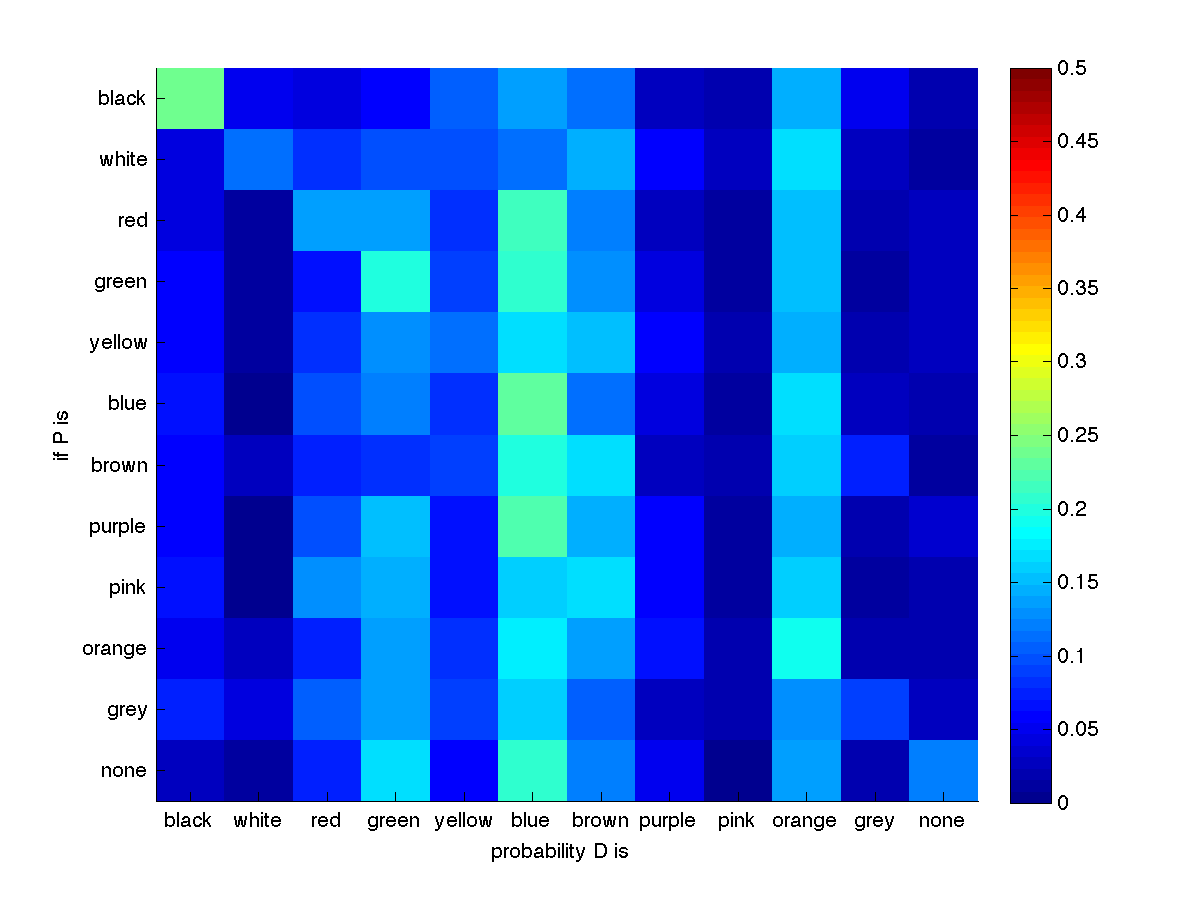 black
white
red
green
yellow
blue
brown
purple
pink
orange
grey
none
if P is
black white red green yellow blue brown purple pink orange grey none
probability D is
0.5
0.45
0.4
0.35
0.3
0.25
0.2
0.15
0.1
0.05
0